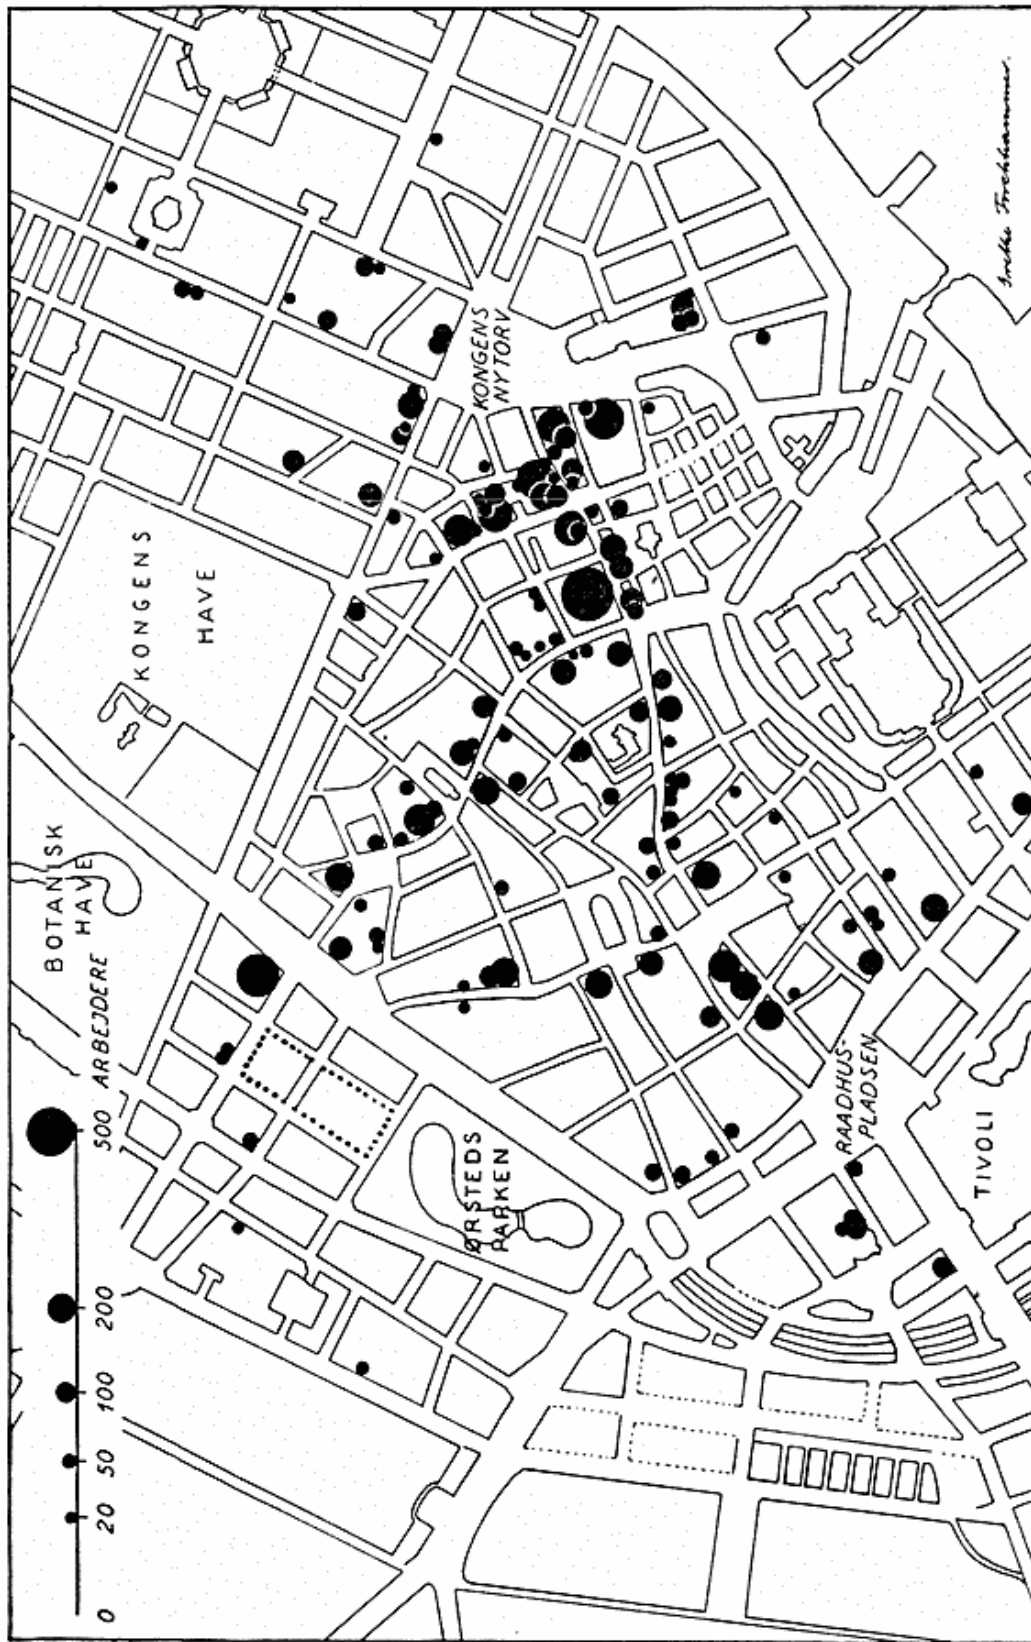 KONGENS
HAVE
BOTANISK
HAVE
KONGENS
NYTORV
ØRSTEDS
PARKEN
RAADHUS-
PLADSEN
TIVOLI
0 20 50 100 200 500 ARBEJDERE